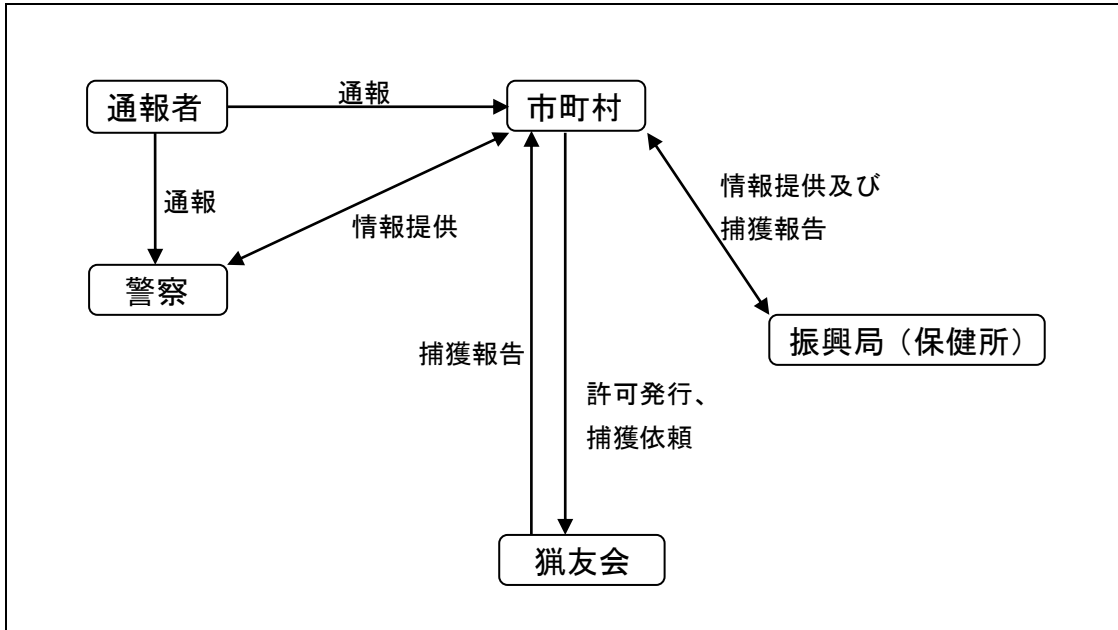 通報者
通報
市町村
通報
情報提供
情報提供及び
捕獲報告
警察
振興局（保健所）
捕獲報告
許可発行、
捕獲依頼
猟友会